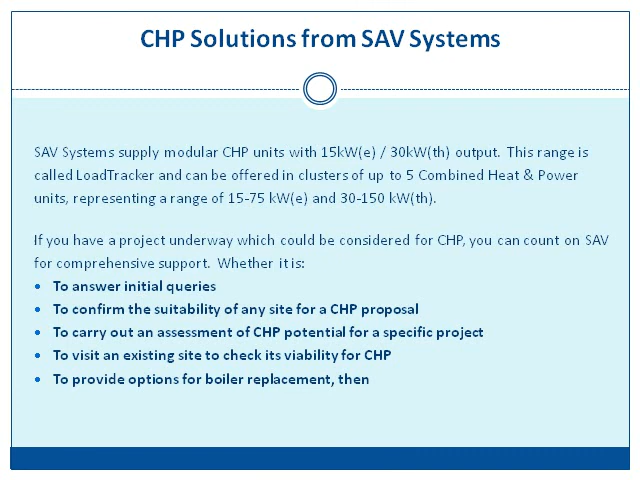 CHP Solutions from SAV Systems
SAV Systems supply modular CHP units with 15kW(e) / 30kW(th) output. This range is
called LoadTracker and can be offered in clusters of up to 5 Combined Heat & Power
units, representing a range of 15-75 kW(e) and 30-150 kW(th).
If you have a project underway which could be considered for CHP, you can count on SAV
for comprehensive support. Whether it is:
• To answer initial queries
• To confirm the suitability of any site for a CHP proposal
• To carry out an assessment of CHP potential for a specific project
• To visit an existing site to check its viability for CHP
• To provide options for boiler replacement, then